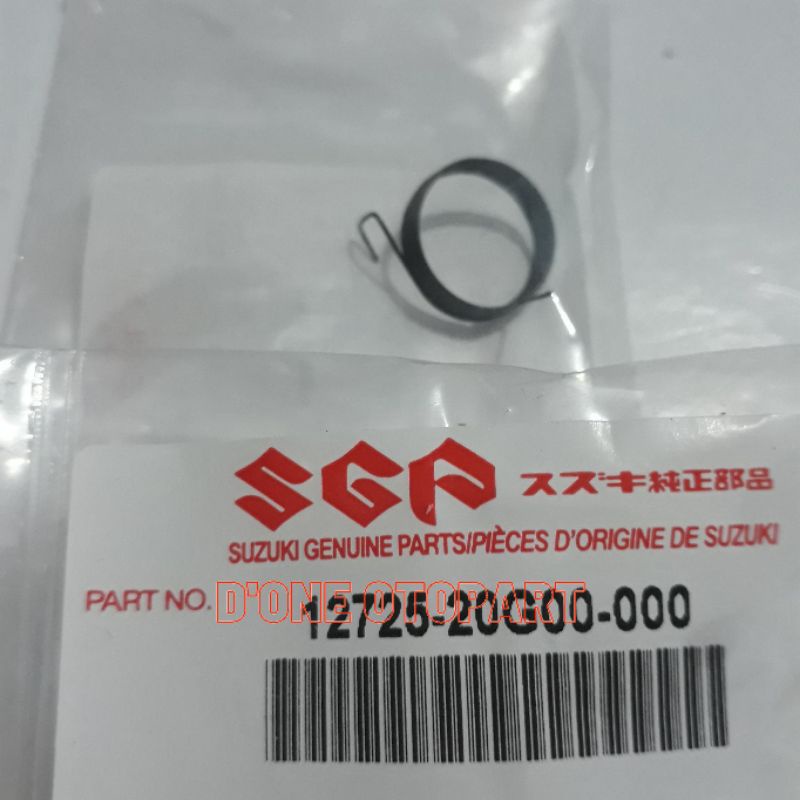 SGP スズキ純正部品
SUZUKI GENUINE PARTS/PIÈCES D'ORIGINE DE SUZUKI
PART NO. 12725-20G00-000
D'ONE OTOPART